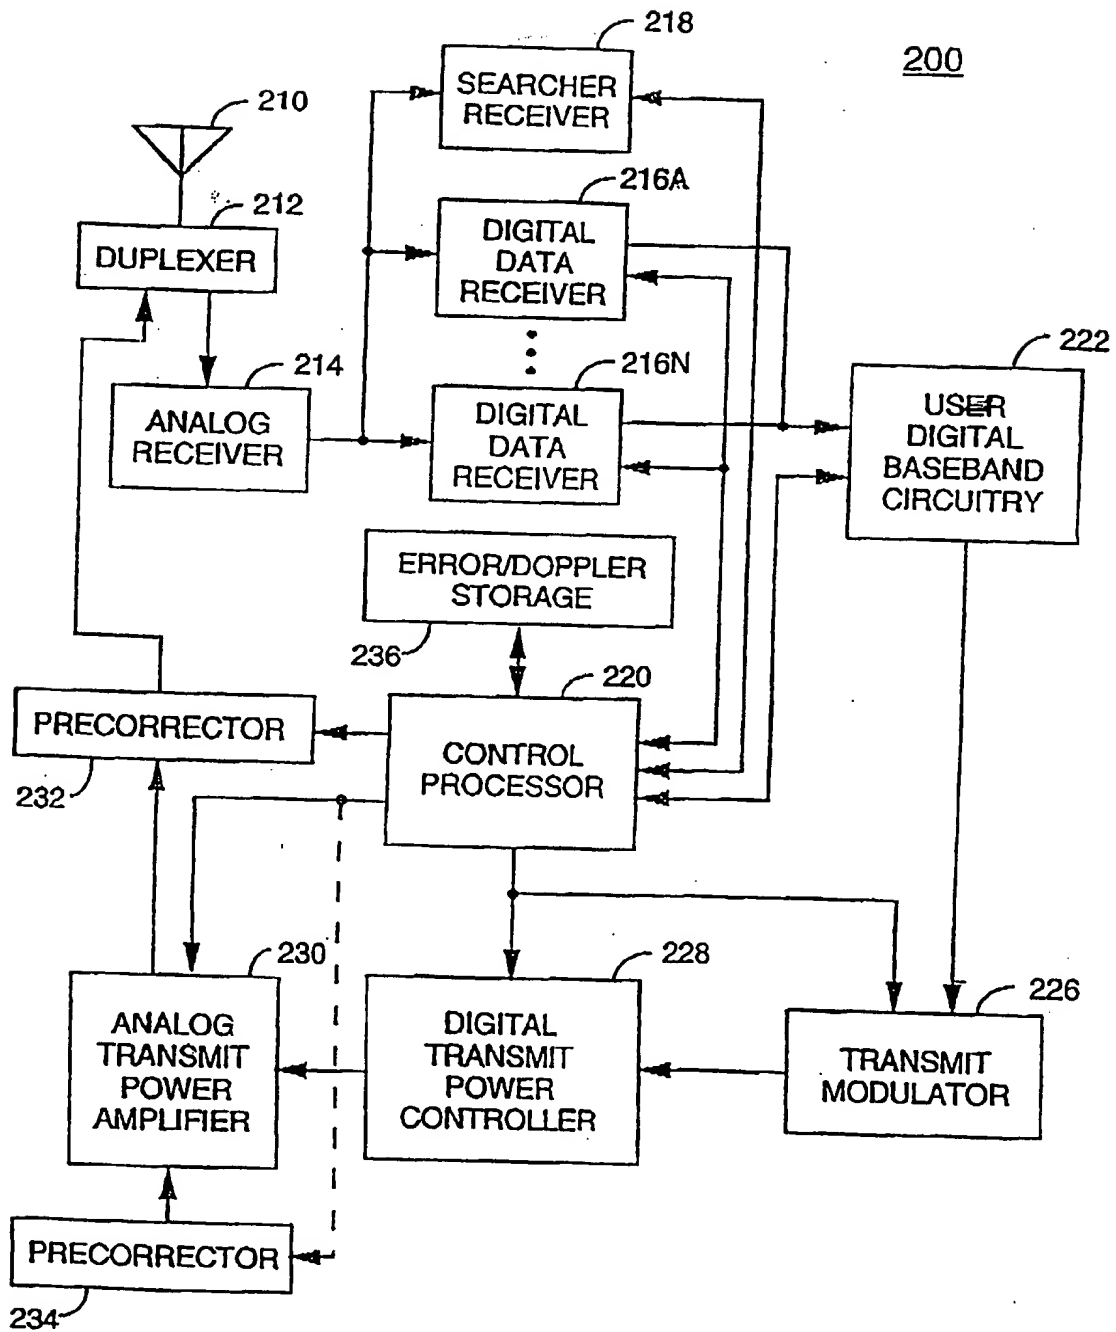 200
218
SEARCHER
RECEIVER
210
212
DUPLEXER
216A
DIGITAL
DATA
RECEIVER
214
ANALOG
RECEIVER
216N
DIGITAL
DATA
RECEIVER
222
USER
DIGITAL
BASEBAND
CIRCUITRY
ERROR/DOPPLER
STORAGE
236
220
CONTROL
PROCESSOR
PRECORRECTOR
232
230
ANALOG
TRANSMIT
POWER
AMPLIFIER
228
DIGITAL
TRANSMIT
POWER
CONTROLLER
226
TRANSMIT
MODULATOR
PRECORRECTOR
234